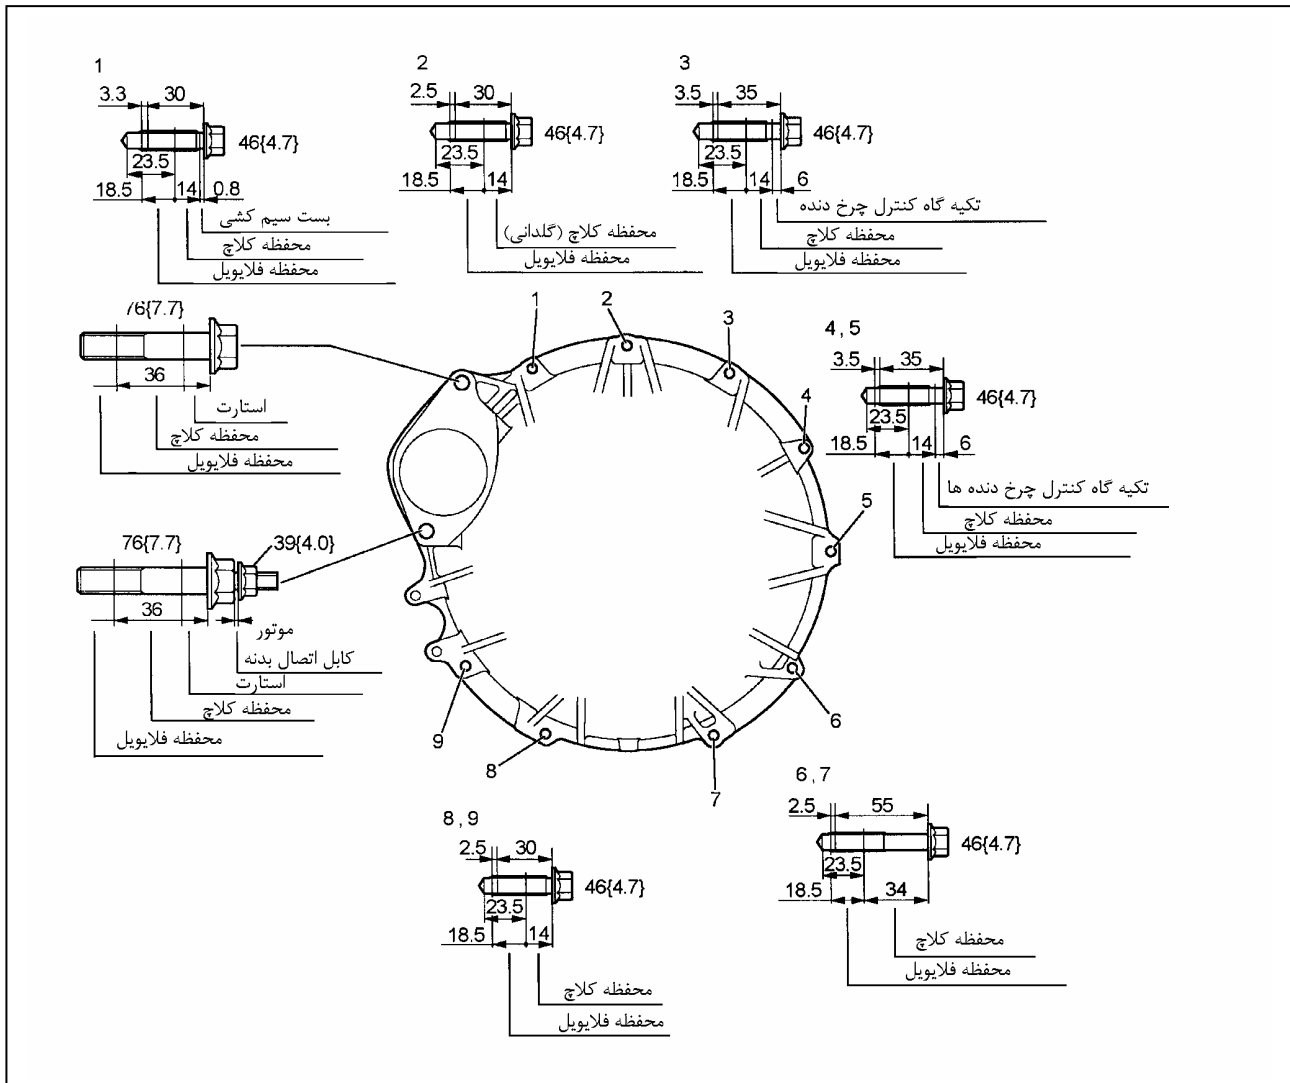 1
3.3 30
46{4.7}
23.5
18.5 14 0.8
بست سیم کشی
محفظه کلاچ
محفظه فلایویل
2
2.5 30
46{4.7}
23.5
18.5 14
محفظه کلاچ (گلدانی)
محفظه فلایویل
3
3.5 35
46{4.7}
23.5
18.5 14 6
تکیه گاه کنترل چرخ دنده
محفظه کلاچ
محفظه فلایویل
76{7.7}
36
استارت
محفظه کلاچ
محفظه فلایویل
1
2
3
4
5
6
7
8
9
4, 5
3.5 35
46{4.7}
23.5
18.5 14 6
تکیه گاه کنترل چرخ دنده ها
محفظه کلاچ
محفظه فلایویل
76{7.7} 39{4.0}
36
موتور
کابل اتصال بدنه
استارت
محفظه کلاچ
محفظه فلایویل
8, 9
2.5 30
46{4.7}
23.5
18.5 14
محفظه کلاچ
محفظه فلایویل
6, 7
2.5 55
46{4.7}
23.5
18.5 34
محفظه کلاچ
محفظه فلایویل